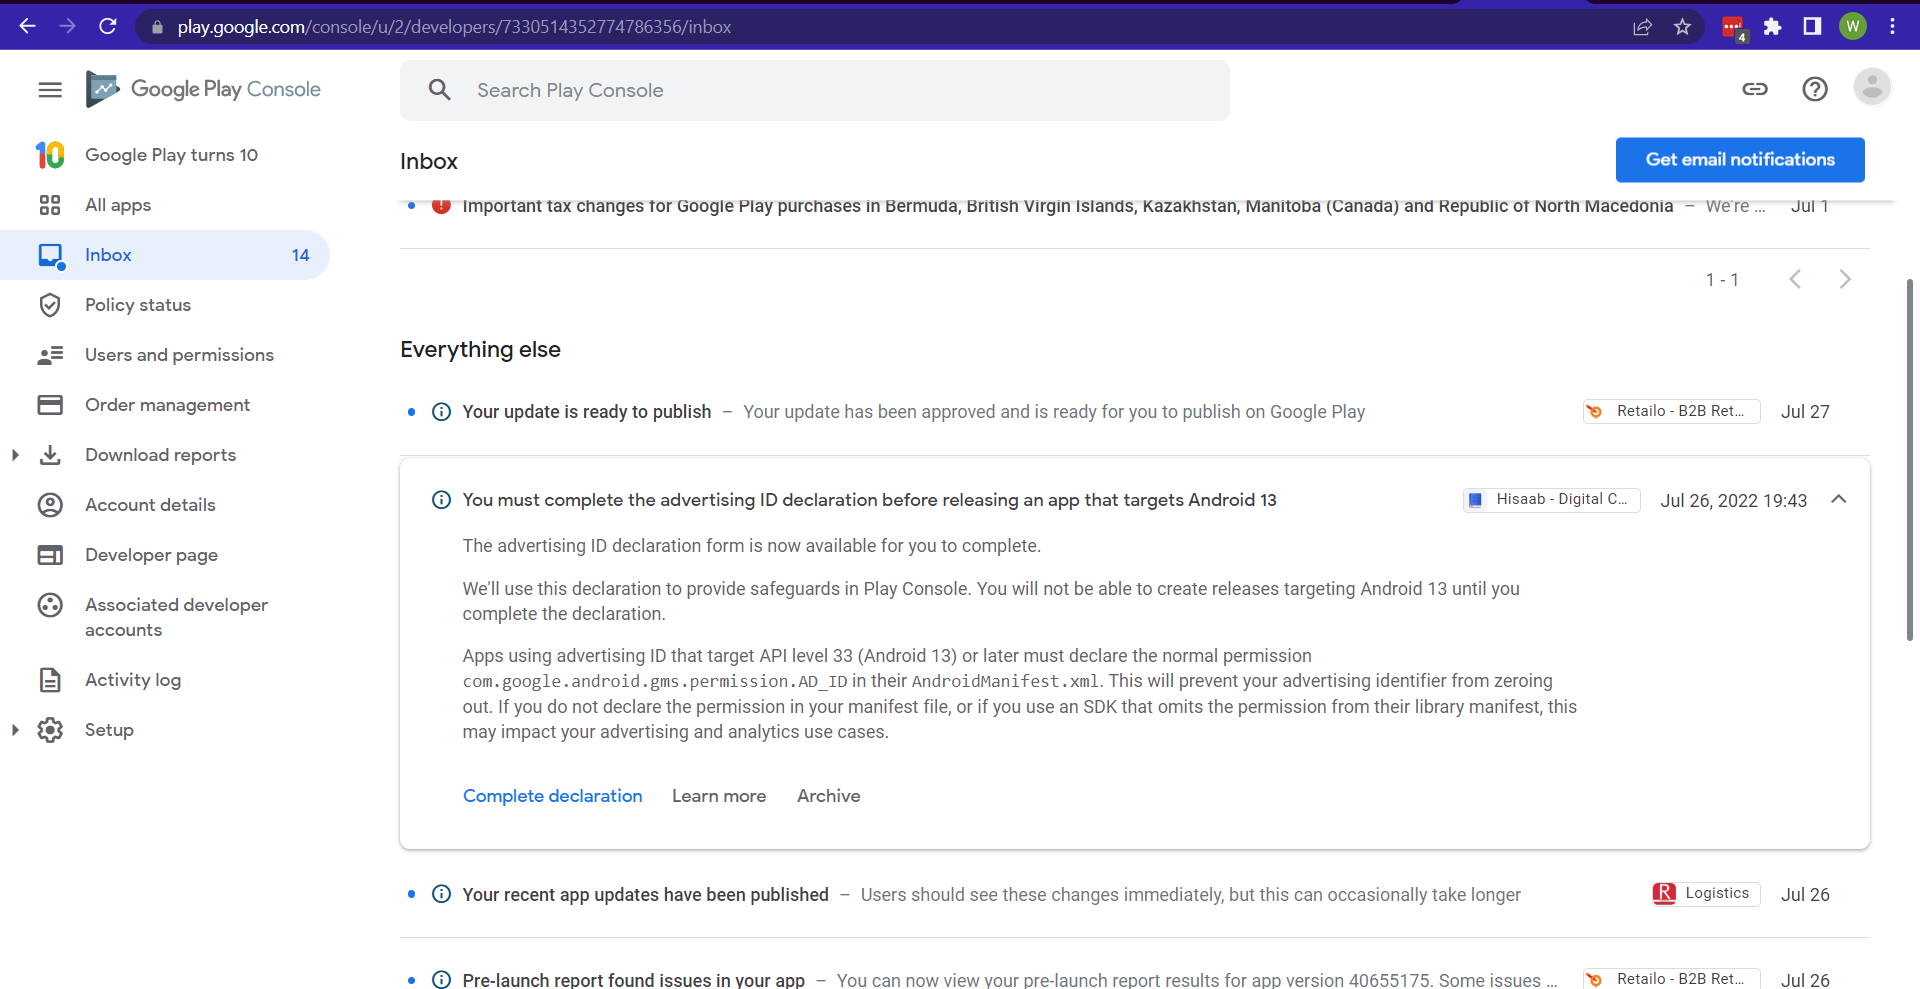 play.google.com/console/u/2/developers/7330514352774786356/inbox
4
W
Google Play Console
Search Play Console
10 Google Play turns 10
Inbox
Get email notifications
All apps
Important tax changes for Google Play purchases in Bermuda, British Virgin Islands, Kazakhstan, Manitoba (Canada) and Republic of North Macedonia – We're ... Jul 1
Inbox 14
1 - 1
Policy status
Users and permissions
Order management
Download reports
Account details
Developer page
Associated developer
accounts
Activity log
Setup
Everything else
Your update is ready to publish – Your update has been approved and is ready for you to publish on Google Play Retailo - B2B Ret... Jul 27
You must complete the advertising ID declaration before releasing an app that targets Android 13 Hisaab - Digital C... Jul 26, 2022 19:43
The advertising ID declaration form is now available for you to complete.
We'll use this declaration to provide safeguards in Play Console. You will not be able to create releases targeting Android 13 until you
complete the declaration.
Apps using advertising ID that target API level 33 (Android 13) or later must declare the normal permission
com.google.android.gms.permission.AD_ID in their AndroidManifest.xml. This will prevent your advertising identifier from zeroing
out. If you do not declare the permission in your manifest file, or if you use an SDK that omits the permission from their library manifest, this
may impact your advertising and analytics use cases.
Complete declaration Learn more Archive
Your recent app updates have been published – Users should see these changes immediately, but this can occasionally take longer R Logistics Jul 26
Pre-launch report found issues in your app – You can now view your pre-launch report results for app version 40655175. Some issues ... Retailo - B2B Ret... Jul 26